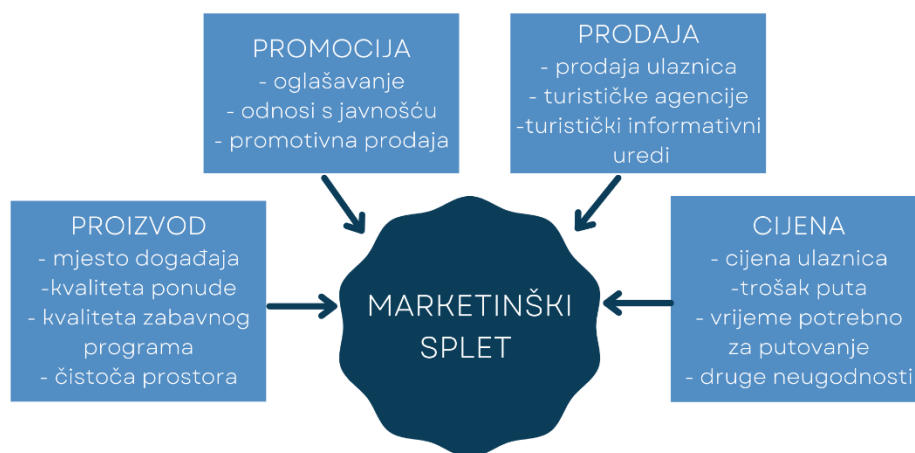 PROMOCIJA
- oglašavanje
- odnosi s javnošću
- promotivna prodaja
PRODAJA
- prodaja ulaznica
- turističke agencije
-turistički informativni
uredi
PROIZVOD
- mjesto događaja
-kvaliteta ponude
- kvaliteta zabavnog
programa
- čistoča prostora
MARKETINŠKI
SPLET
CIJENA
- cijena ulaznica
-trošak puta
- vrijeme potrebno
za putovanje
- druge neugodnosti